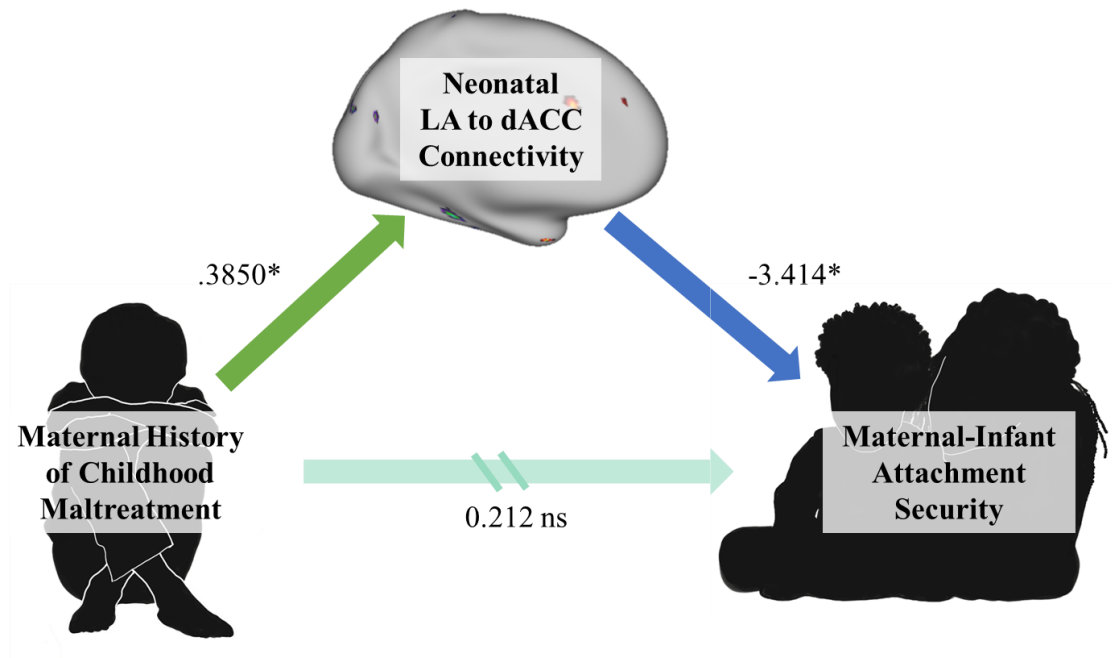 Neonatal
LA to dACC
Connectivity
.3850*
-3.414*
Maternal History
of Childhood
Maltreatment
0.212 ns
Maternal-Infant
Attachment
Security